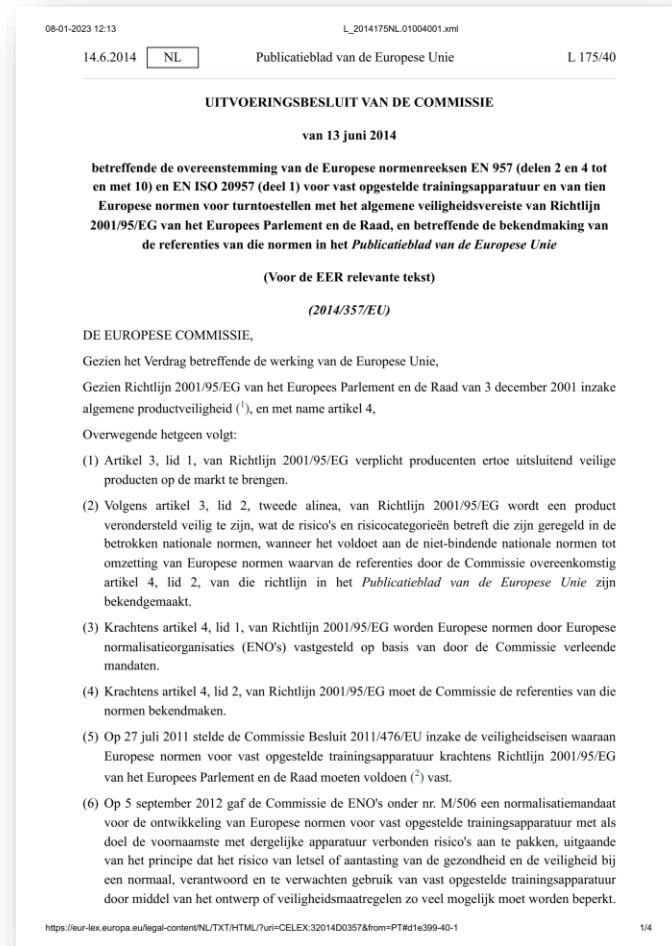 08-01-2023 12:13 L_2014175NL.01004001.xml
14.6.2014 NL Publicatieblad van de Europese Unie L 175/40
UITVOERINGSBESLUIT VAN DE COMMISSIE
van 13 juni 2014
betreffende de overeenstemming van de Europese normenreeksen EN 957 (delen 2 en 4 tot
en met 10) en EN ISO 20957 (deel 1) voor vast opgestelde trainingsapparatuur en van tien
Europese normen voor turntoestellen met het algemene veiligheidsvereiste van Richtlijn
2001/95/EG van het Europees Parlement en de Raad, en betreffende de bekendmaking van
de referenties van die normen in het Publicatieblad van de Europese Unie
(Voor de EER relevante tekst)
(2014/357/EU)
DE EUROPESE COMMISSIE,
Gezien het Verdrag betreffende de werking van de Europese Unie,
Gezien Richtlijn 2001/95/EG van het Europees Parlement en de Raad van 3 december 2001 inzake
algemene productveiligheid (1), en met name artikel 4,
Overwegende hetgeen volgt:
(1) Artikel 3, lid 1, van Richtlijn 2001/95/EG verplicht producenten ertoe uitsluitend veilige
producten op de markt te brengen.
(2) Volgens artikel 3, lid 2, tweede alinea, van Richtlijn 2001/95/EG wordt een product
verondersteld veilig te zijn, wat de risico's en risicocategorieën betreft die zijn geregeld in de
betrokken nationale normen, wanneer het voldoet aan de niet-bindende nationale normen tot
omzetting van Europese normen waarvan de referenties door de Commissie overeenkomstig
artikel 4, lid 2, van die richtlijn in het Publicatieblad van de Europese Unie zijn
bekendgemaakt.
(3) Krachtens artikel 4, lid 1, van Richtlijn 2001/95/EG worden Europese normen door Europese
normalisatieorganisaties (ENO's) vastgesteld op basis van door de Commissie verleende
mandaten.
(4) Krachtens artikel 4, lid 2, van Richtlijn 2001/95/EG moet de Commissie de referenties van die
normen bekendmaken.
(5) Op 27 juli 2011 stelde de Commissie Besluit 2011/476/EU inzake de veiligheidseisen waaraan
Europese normen voor vast opgestelde trainingsapparatuur krachtens Richtlijn 2001/95/EG
van het Europees Parlement en de Raad moeten voldoen (2) vast.
(6) Op 5 september 2012 gaf de Commissie de ENO's onder nr. M/506 een normalisatiemandaat
voor de ontwikkeling van Europese normen voor vast opgestelde trainingsapparatuur met als
doel de voornaamste met dergelijke apparatuur verbonden risico's aan te pakken, uitgaande
van het principe dat het risico van letsel of aantasting van de gezondheid en de veiligheid bij
een normaal, verantwoord en te verwachten gebruik van vast opgestelde trainingsapparatuur
door middel van het ontwerp of veiligheidsmaatregelen zo veel mogelijk moet worden beperkt.
https://eur-lex.europa.eu/legal-content/NL/TXT/HTML/?uri=CELEX:32014D0357&from=PT#d1e399-40-1 1/4